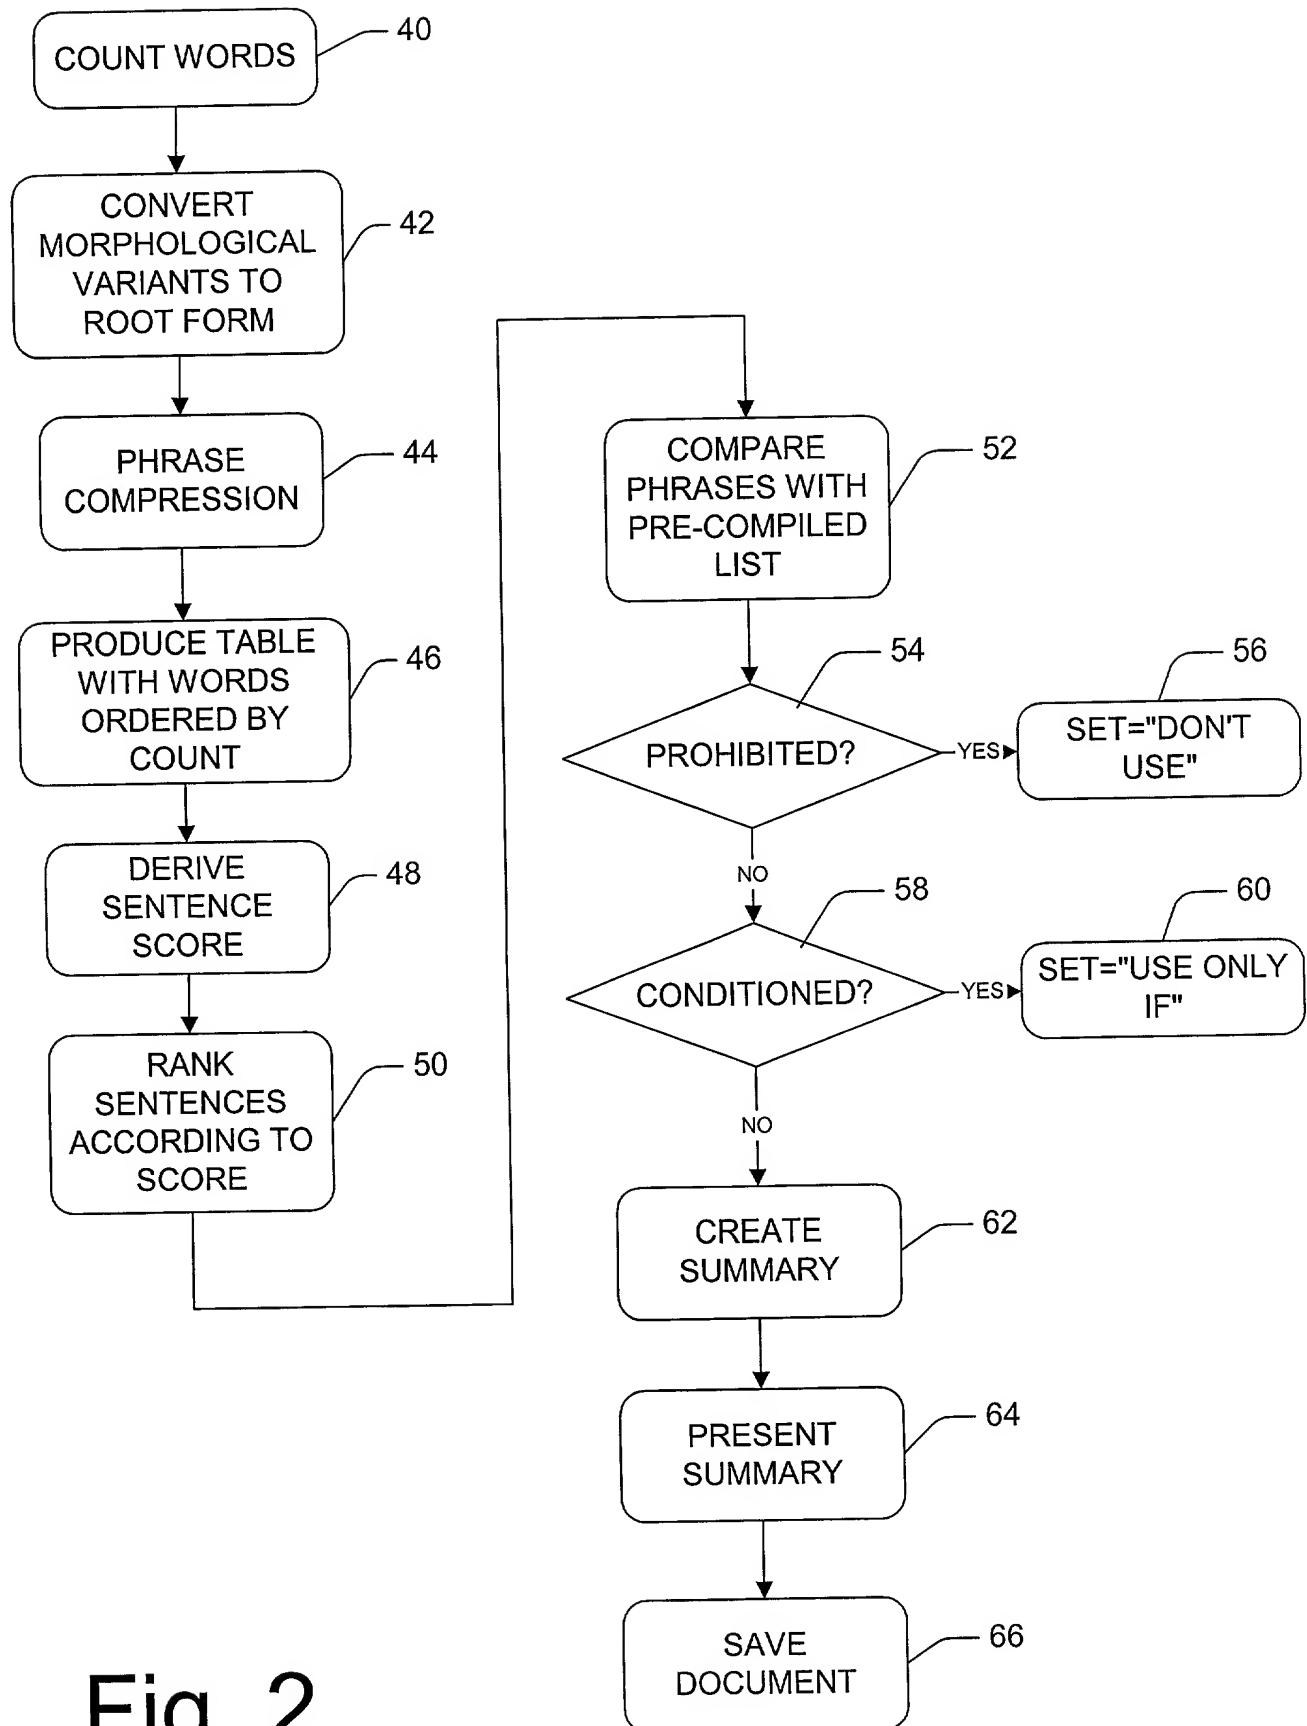 COUNT WORDS
40
CONVERT
MORPHOLOGICAL
VARIANTS TO
ROOT FORM
42
PHRASE
COMPRESSION
44
PRODUCE TABLE
WITH WORDS
ORDERED BY
COUNT
46
DERIVE
SENTENCE
SCORE
48
RANK
SENTENCES
ACCORDING TO
SCORE
50
COMPARE
PHRASES WITH
PRE-COMPILED
LIST
52
PROHIBITED?
54
YES
SET="DON'T
USE"
56
NO
CONDITIONED?
58
YES
SET="USE ONLY
IF"
60
NO
CREATE
SUMMARY
62
PRESENT
SUMMARY
64
SAVE
DOCUMENT
66
Fig. 2